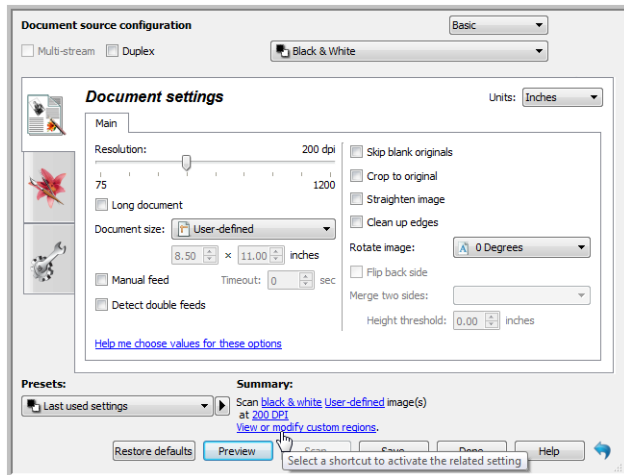 Document source configuration
Basic
Multi-stream
Duplex
Black & White
Document settings
Units:
Inches
Main
Resolution:
200 dpi
75
1200
Long document
Document size:
User-defined
8.50 × 11.00 inches
Manual feed
Timeout: 0 sec
Detect double feeds
Help me choose values for these options
Skip blank originals
Crop to original
Straighten image
Clean up edges
Rotate image:
0 Degrees
Flip back side
Merge two sides:
Height threshold: 0.00 inches
Presets:
Last used settings
Summary:
Scan black & white User-defined image(s)
at 200 DPI
View or modify custom regions.
Restore defaults
Preview
Scan
Save
Done
Help
Select a shortcut to activate the related setting